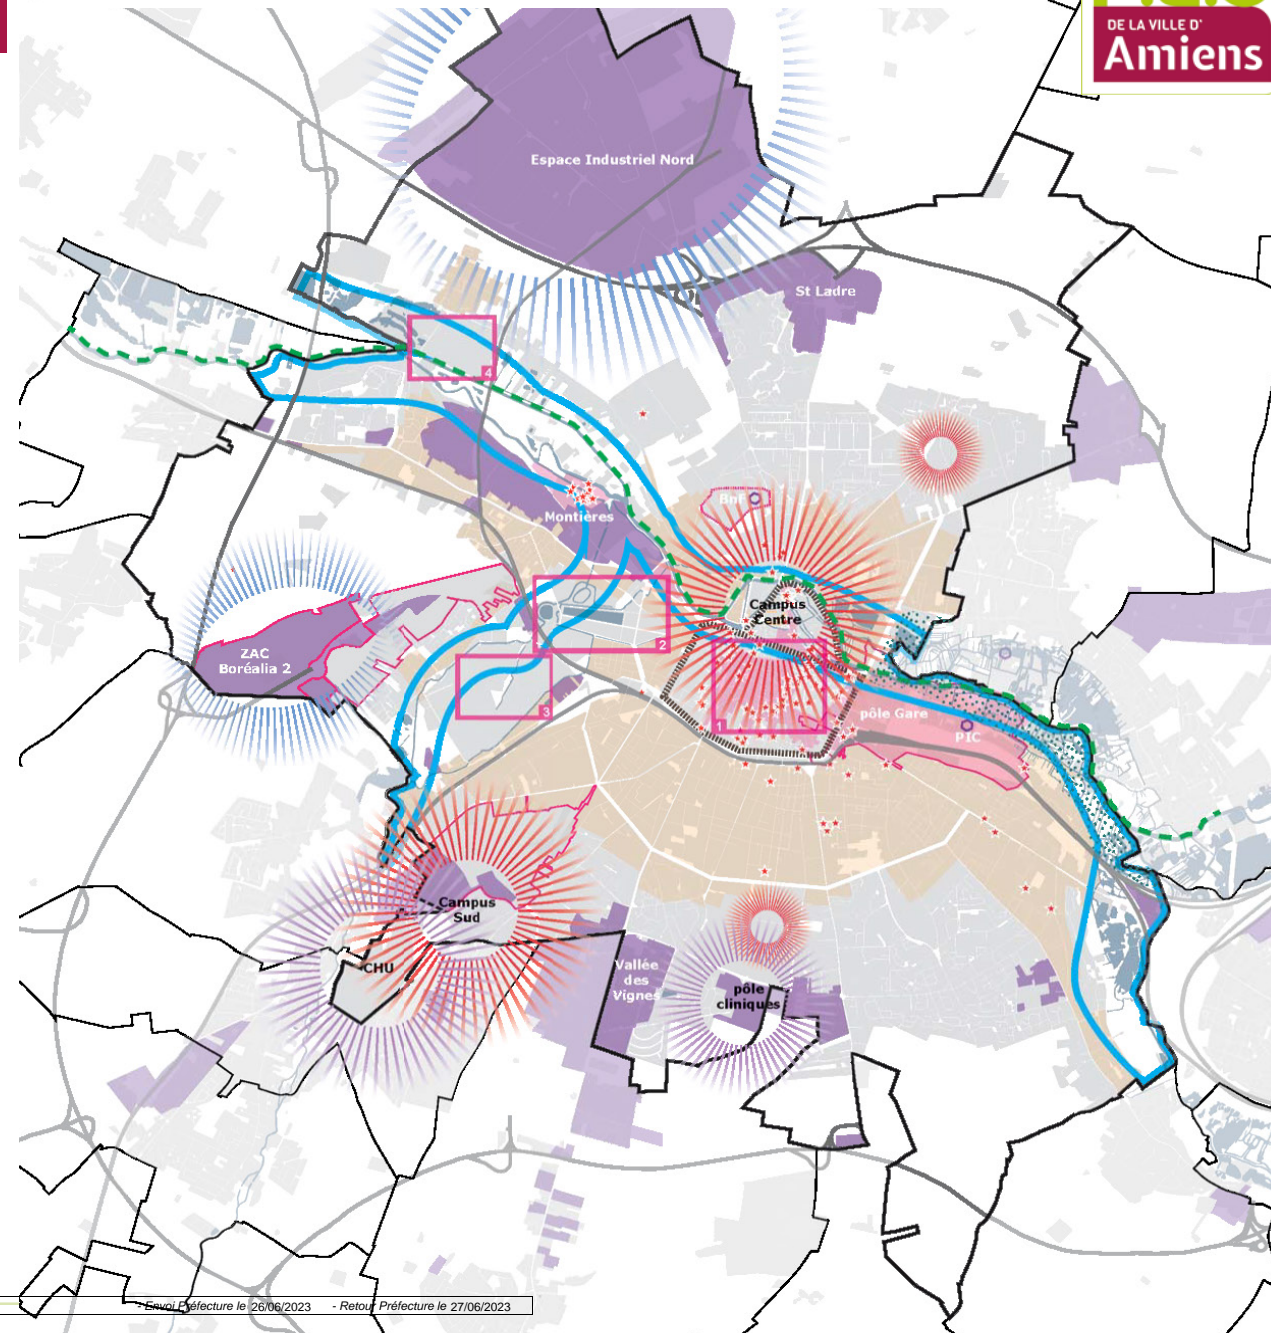 DE LA VILLE D'
Amiens
Espace Industriel Nord
St Ladre
4
Bnf
Montières
Campus
Centre
2
ZAC
Boréalia 2
3
1
pôle Gare
PIC
Campus
Sud
CHU
Vallée
des
Vignes
pôle
cliniques
- Envoi Préfecture le 26/06/2023 - Retour Préfecture le 27/06/2023